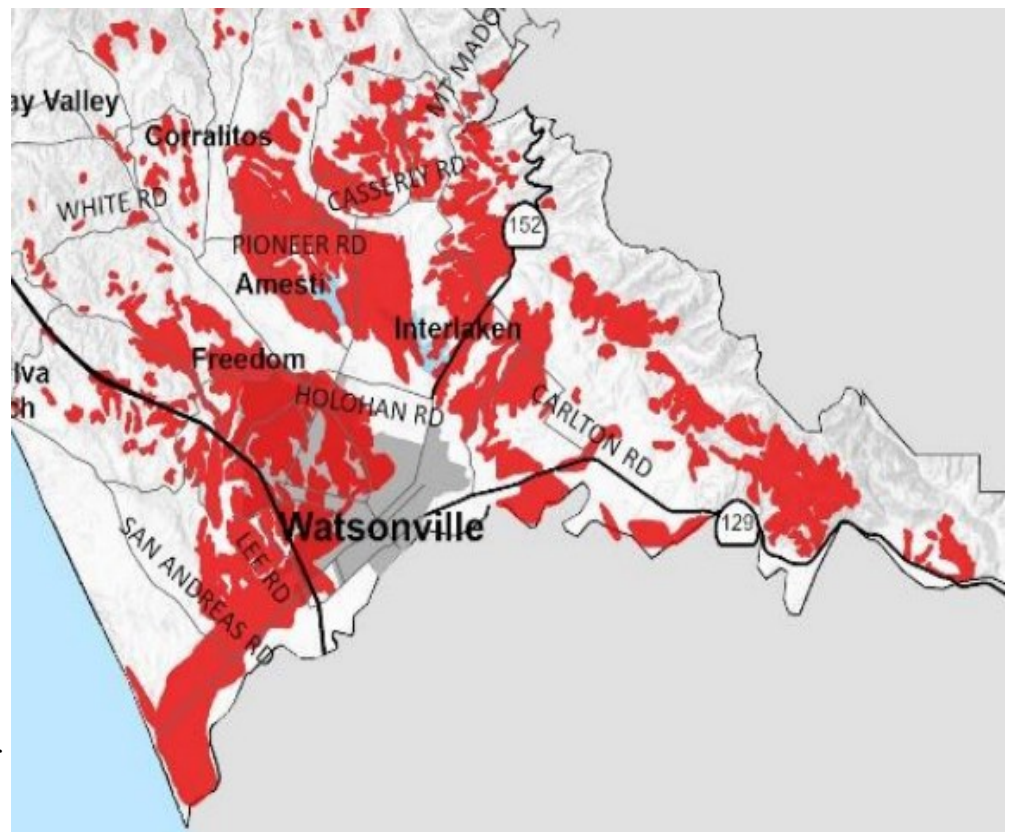 MT MADO
ay Valley
Corralitos
CASSERLY RD
WHITE RD
152
PIONEER RD
Amesti
Interlaken
Freedom
lva
ch
HOLOHAN RD
CARLTON RD
Watsonville
129
SAN ANDREAS RD
LEE RD